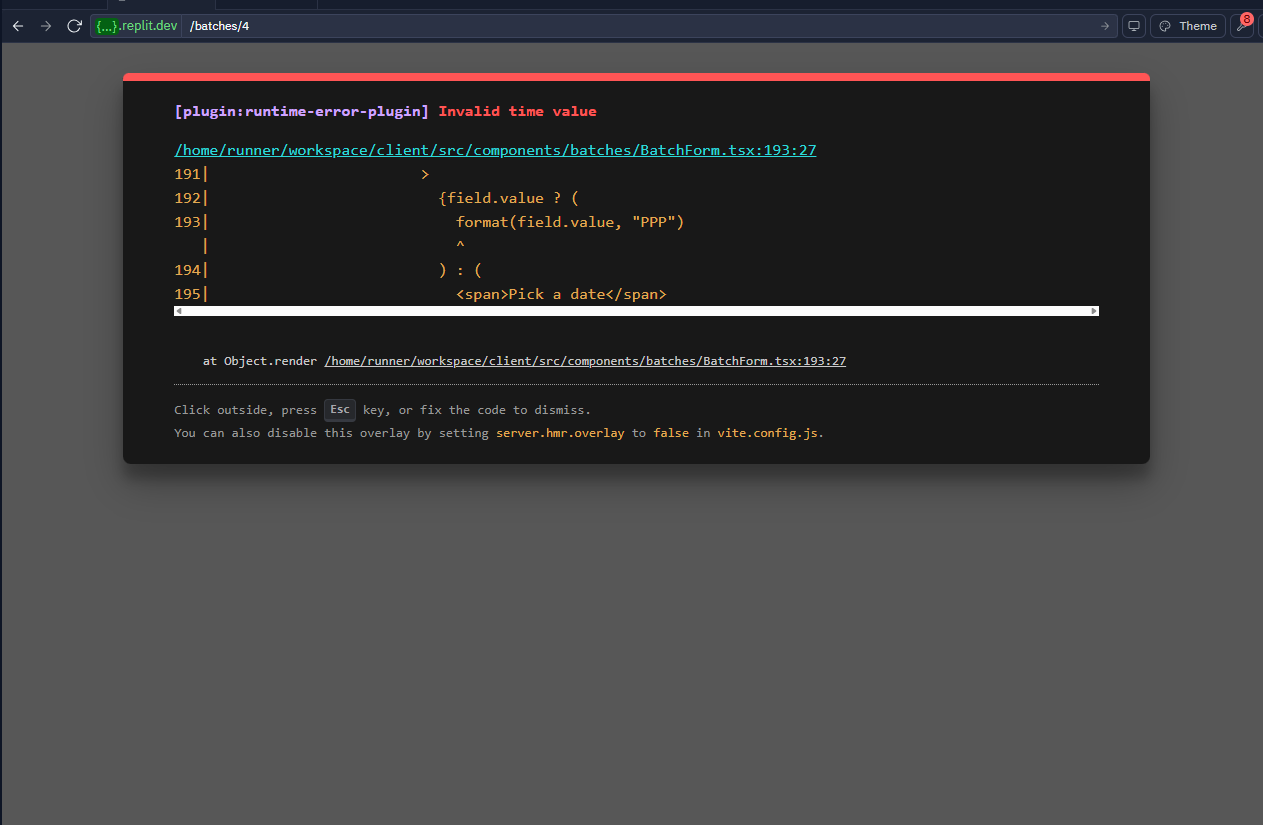 {...}.replit.dev /batches/4
Theme
8
[plugin:runtime-error-plugin] Invalid time value
/home/runner/workspace/client/src/components/batches/BatchForm.tsx:193:27
191| >
192| {field.value ? (
193| format(field.value, "PPP")
| ^
194| ) : (
195| <span>Pick a date</span>
at Object.render /home/runner/workspace/client/src/components/batches/BatchForm.tsx:193:27
Click outside, press Esc key, or fix the code to dismiss.
You can also disable this overlay by setting server.hmr.overlay to false in vite.config.js.